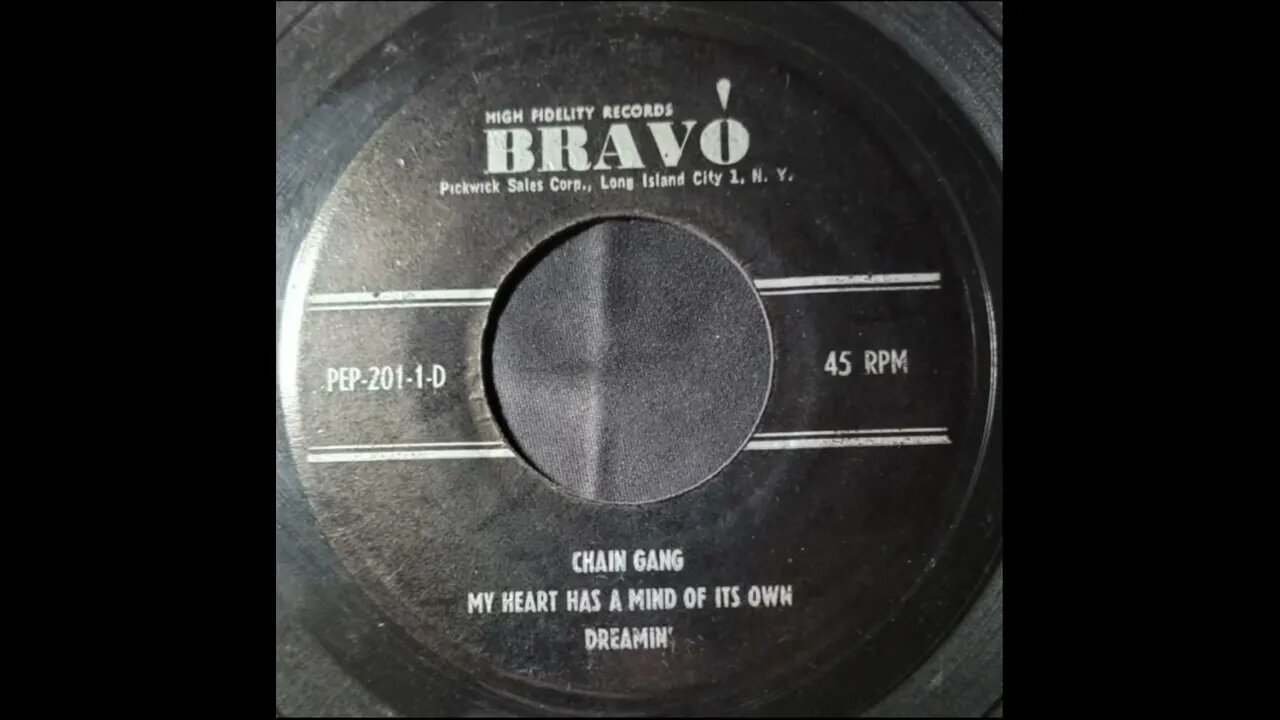 HIGH FIDELITY RECORDS
BRAVO!
Pickwick Sales Corp., Long Island City 1, N. Y.
PEP-201-1-D
45 RPM
CHAIN GANG
MY HEART HAS A MIND OF ITS OWN
DREAMIN'